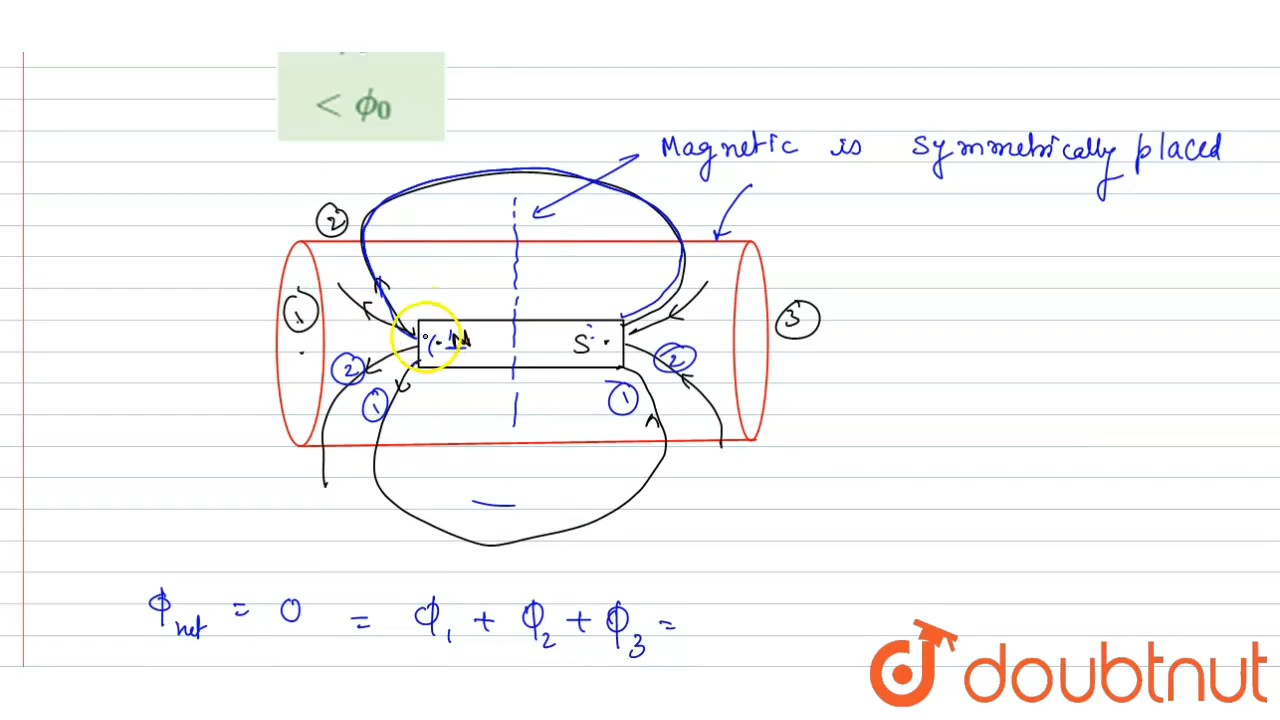 < ϕ0
Magnetic is symmetrically placed
2
1
3
N
S
2
2
1
1
ϕnet = 0 = ϕ1 + ϕ2 + ϕ3 =
doubtnut